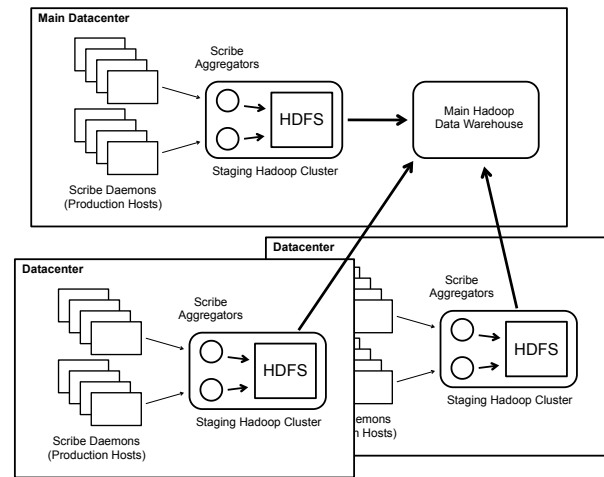 Main Datacenter
Scribe
Aggregators
HDFS
Main Hadoop
Data Warehouse
Staging Hadoop Cluster
Scribe Daemons
(Production Hosts)
Datacenter
Scribe
Aggregators
HDFS
Staging Hadoop Cluster
Scribe Daemons
(Production Hosts)
Datacenter
Scribe
Aggregators
HDFS
Staging Hadoop Cluster
Hosts)